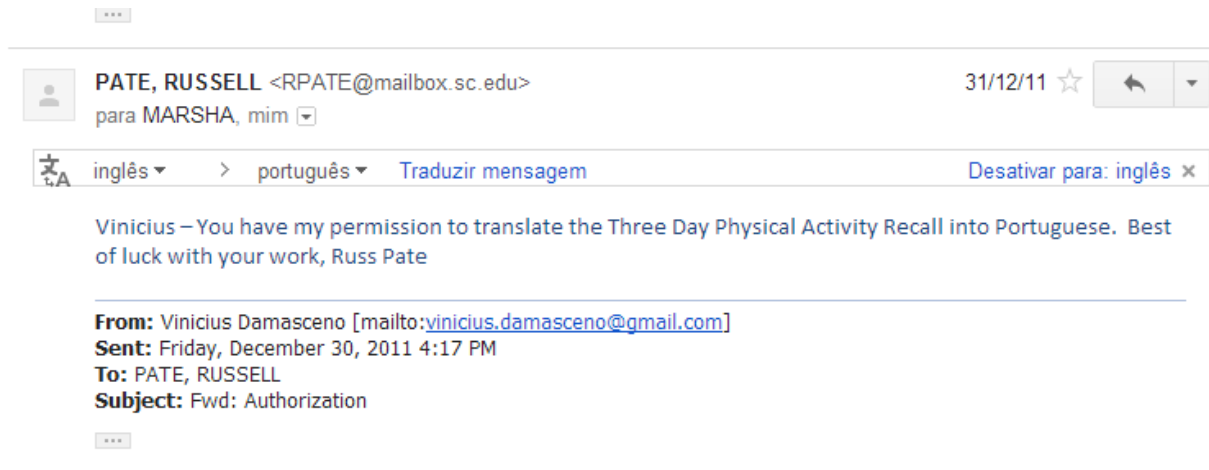 ...
PATE, RUSSELL <RPATE@mailbox.sc.edu> 31/12/11
para MARSHA, mim
inglês > português Traduzir mensagem Desativar para: inglês ×
Vinicius – You have my permission to translate the Three Day Physical Activity Recall into Portuguese.  Best
of luck with your work, Russ Pate
From: Vinicius Damasceno [mailto:vinicius.damasceno@gmail.com]
Sent: Friday, December 30, 2011 4:17 PM
To: PATE, RUSSELL
Subject: Fwd: Authorization
...